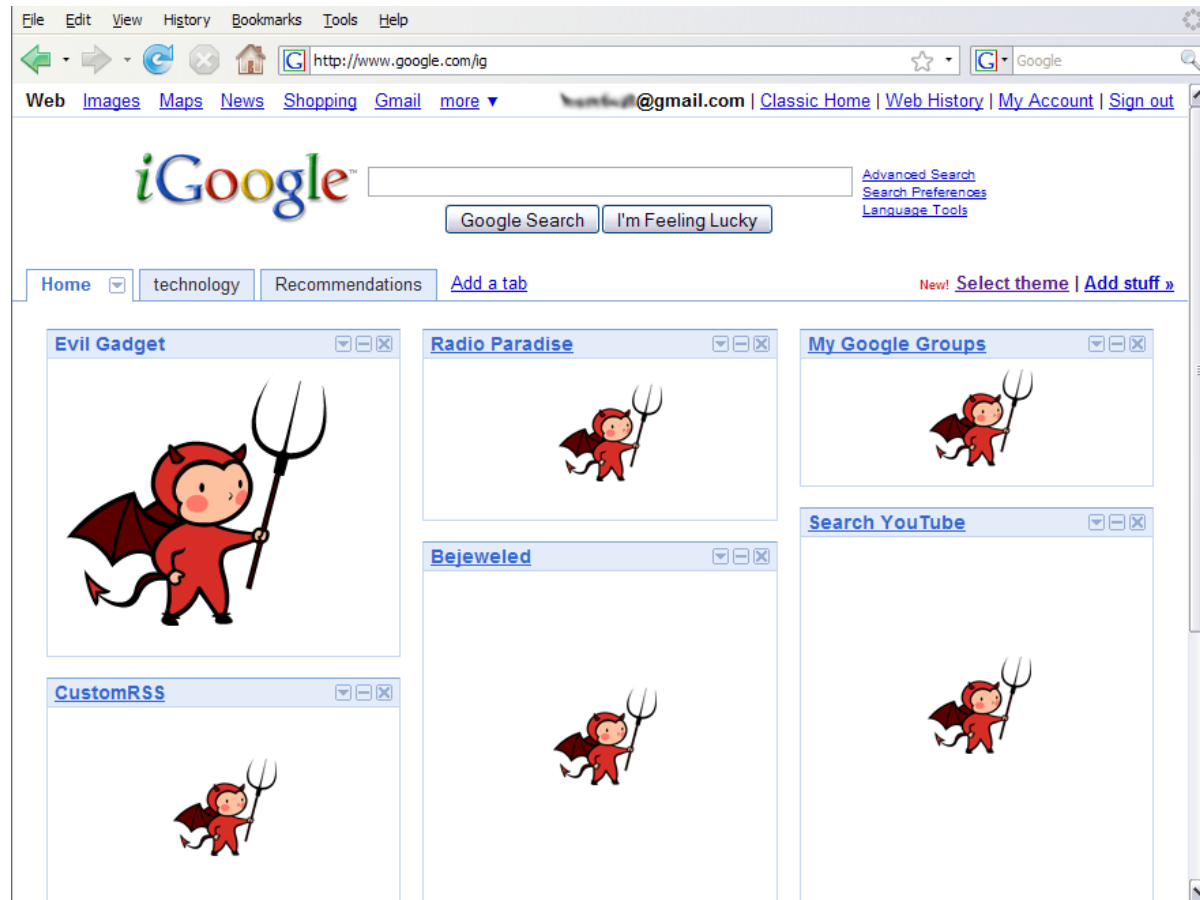 File Edit View History Bookmarks Tools Help
http://www.google.com/ig
G Google
Web Images Maps News Shopping Gmail more ▼ @gmail.com | Classic Home | Web History | My Account | Sign out
iGoogle™
Advanced Search
Search Preferences
Language Tools
Google Search I'm Feeling Lucky
Home technology Recommendations Add a tab New! Select theme | Add stuff »
Evil Gadget Radio Paradise My Google Groups
Search YouTube
Bejeweled
CustomRSS